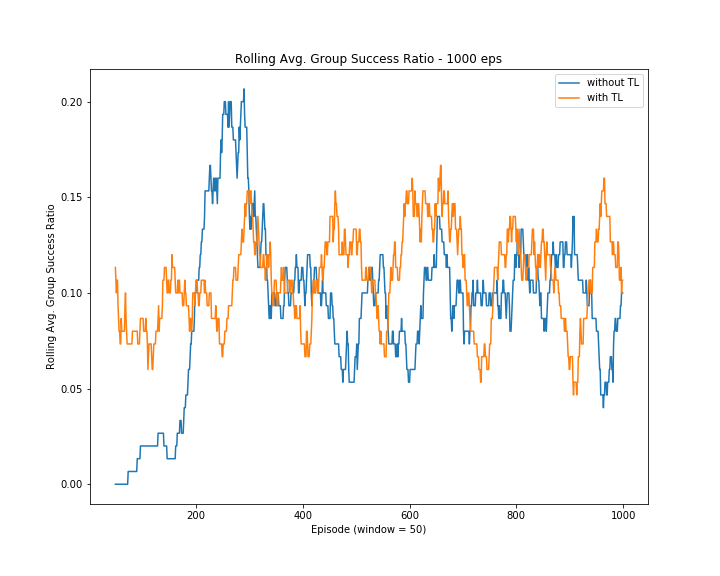 Rolling Avg. Group Success Ratio - 1000 eps
without TL
with TL
0.20
0.15
0.10
0.05
0.00
Rolling Avg. Group Success Ratio
200
400
600
800
1000
Episode (window = 50)